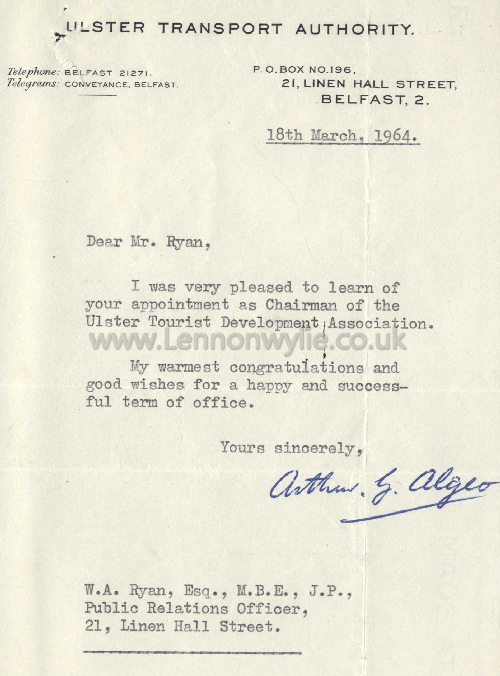 ULSTER TRANSPORT AUTHORITY.
Telephone: BELFAST 21271.
Telegrams: CONVEYANCE, BELFAST.
P.O. BOX NO. 196,
21, LINEN HALL STREET,
BELFAST, 2.
18th March, 1964.
Dear Mr. Ryan,
I was very pleased to learn of
your appointment as Chairman of the
Ulster Tourist Development Association.
www.Lennonwylie.co.uk
My warmest congratulations and
good wishes for a happy and success-
ful term of office.
Yours sincerely,
Arthur. G. Algeo
W.A. Ryan, Esq., M.B.E., J.P.,
Public Relations Officer,
21, Linen Hall Street.